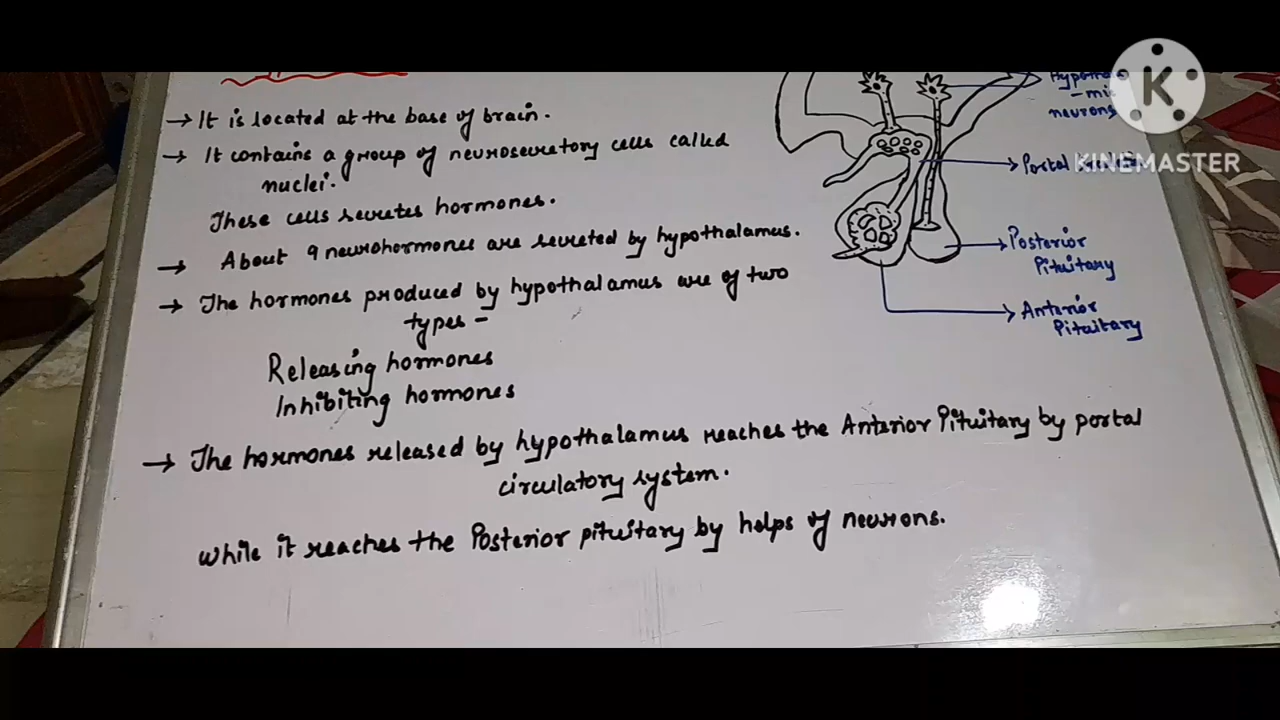 → It is located at the base of brain.
→ It contains a group of neurosecretory cells called
nuclei.
These cells secretes hormones.
→ About 9 neurohormones are secreted by hypothalamus.
→ The hormones produced by hypothalamus are of two
types -
Releasing hormones
Inhibiting hormones
→ The hormones released by hypothalamus reaches the Anterior Pituitary by portal
circulatory system.
while it reaches the Posterior pituitary by helps of neurons.
neurons
Portal
Posterior
Pituitary
Anterior
Pituitary
K
KINEMASTER